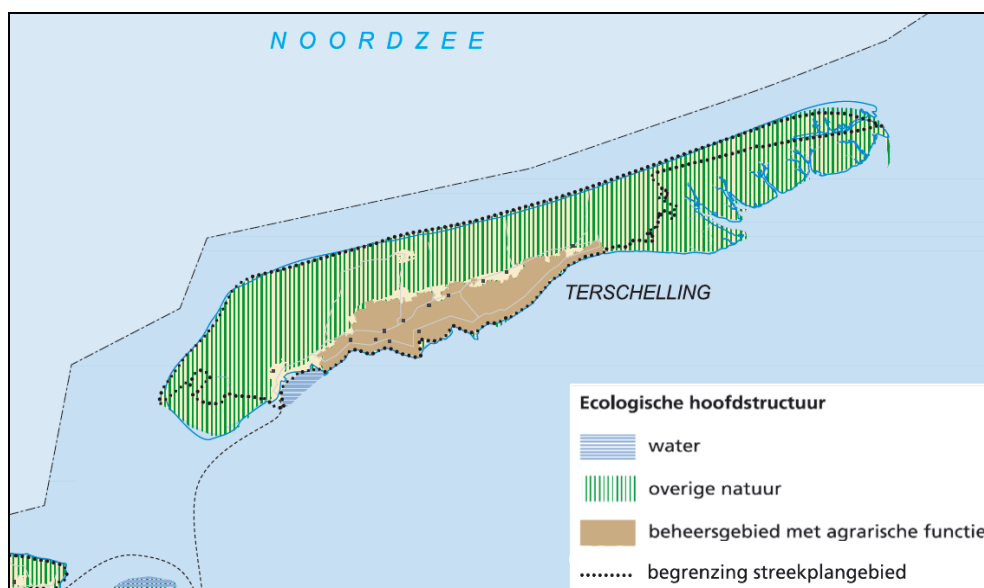 NOORDZEE
TERSCHELLING
Ecologische hoofdstructuur
water
overige natuur
beheersgebied met agrarische functie
begrenzing streekplangebied